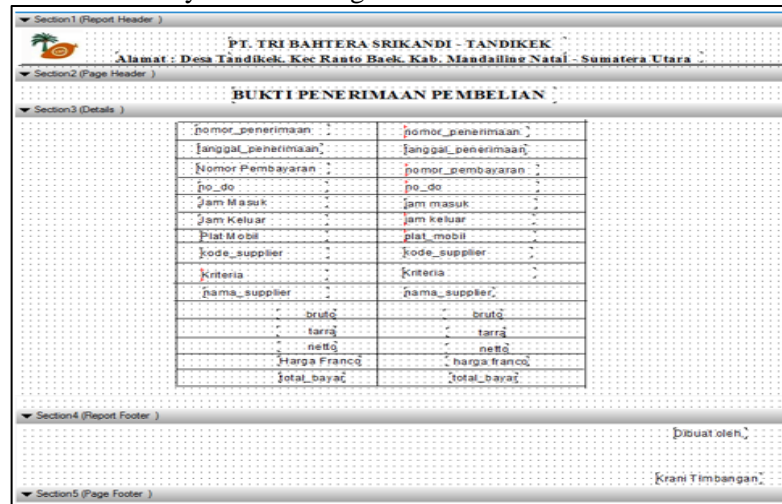 Section1 (Report Header )
PT. TRI BAHTERA SRIKANDI - TANDIKEK
Alamat : Desa Tandikek. Kec Ranto Baek. Kab. Mandailing Natal - Sumatera Utara
Section2 (Page Header )
BUKTI PENERIMAAN PEMBELIAN
Section3 (Details )
nomor_penerimaan nomor_penerimaan
tanggal_penerimaan tanggal_penerimaan
Nomor Pembayaran nomor_pembayaran
no_do no_do
Jam Masuk jam masuk
Jam Keluar jam keluar
Plat Mobil plat_mobil
kode_supplier kode_supplier
Kriteria Kriteria
nama_supplier nama_supplier
bruto bruto
tarra tarra
netto netto
Harga Franco harga franco
total_bayar total_bayar
Section4 (Report Footer )
Dibuat oleh,
Krani Timbangan
Section5 (Page Footer )